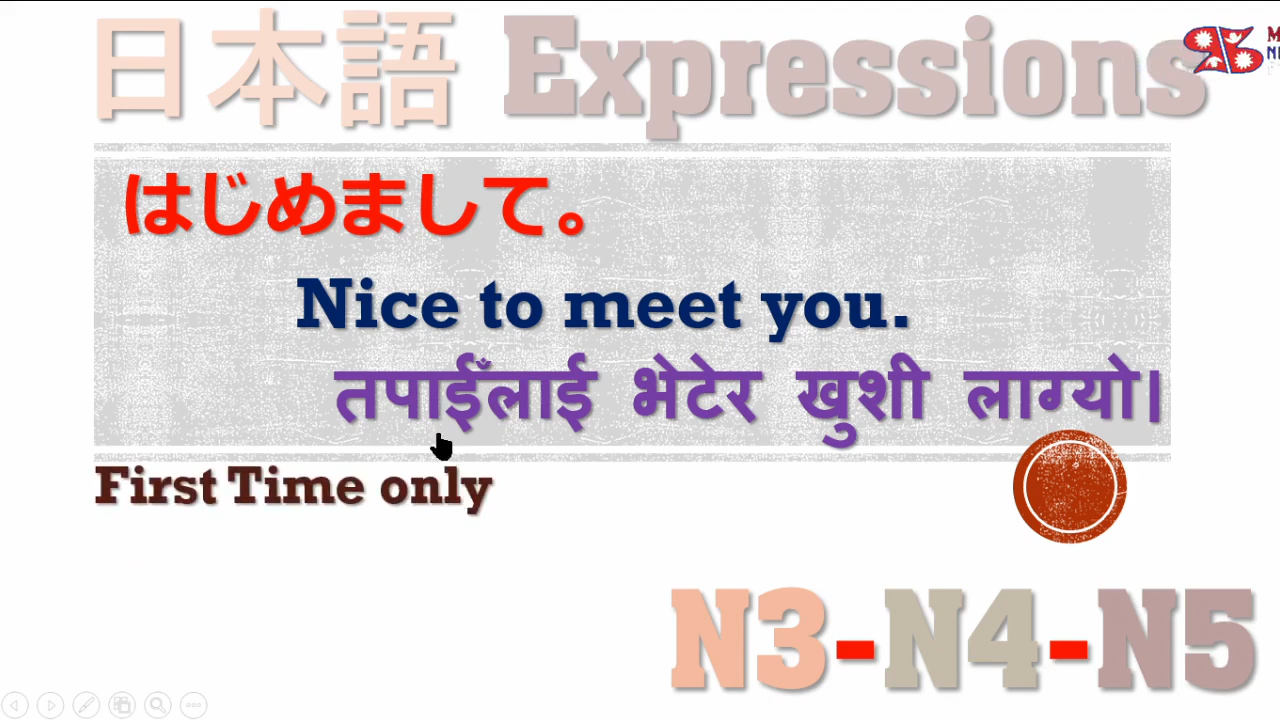 日本語 Expressions
はじめまして。
Nice to meet you.
तपाईँलाई भेटेर खुशी लाग्यो।
First Time only
N3-N4-N5